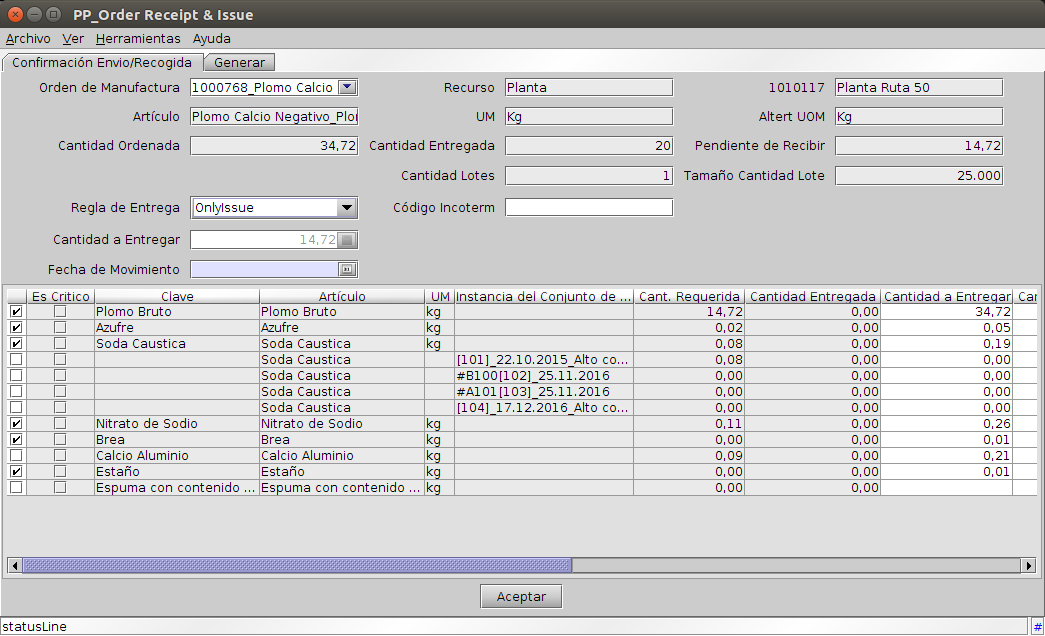 PP_Order Receipt & Issue
Archivo Ver Herramientas Ayuda
Confirmación Envio/Recogida Generar
Orden de Manufactura 1000768_Plomo Calcio Recurso Planta 1010117 Planta Ruta 50
Artículo Plomo Calcio Negativo_Plo UM Kg Altert UOM Kg
Cantidad Ordenada 34,72 Cantidad Entregada 20 Pendiente de Recibir 14,72
Cantidad Lotes 1 Tamaño Cantidad Lote 25.000
Regla de Entrega OnlyIssue Código Incoterm
Cantidad a Entregar 14,72
Fecha de Movimiento
Es Critico Clave Artículo UM Instancia del Conjunto de ... Cant. Requerida Cantidad Entregada Cantidad a Entregar Can
Plomo Bruto Plomo Bruto kg 14,72 0,00 34,72
Azufre Azufre kg 0,02 0,00 0,05
Soda Caustica Soda Caustica kg 0,08 0,00 0,19
Soda Caustica [101]_22.10.2015_Alto co... 0,08 0,00 0,00
Soda Caustica #B100[102]_25.11.2016 0,00 0,00 0,00
Soda Caustica #A101[103]_25.11.2016 0,00 0,00 0,00
Soda Caustica [104]_17.12.2016_Alto co... 0,00 0,00 0,00
Nitrato de Sodio Nitrato de Sodio kg 0,11 0,00 0,26
Brea Brea kg 0,00 0,00 0,01
Calcio Aluminio Calcio Aluminio kg 0,09 0,00 0,21
Estaño Estaño kg 0,00 0,00 0,01
Espuma con contenido ... Espuma con contenido ... kg 0,00 0,00
Aceptar
statusLine #